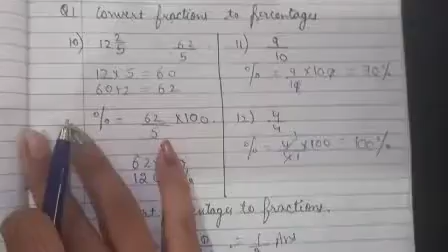 Q1 Convert fractions to Percentages
10) 12 2/5 62/5
12 × 5 = 60
60 + 2 = 62
% = 62/5 × 100
11) 9/10
% = 9/10 × 100 = 90%
12) 4/4
% = 4/4 × 100 = 100%
Percentages to fractions.
Ans